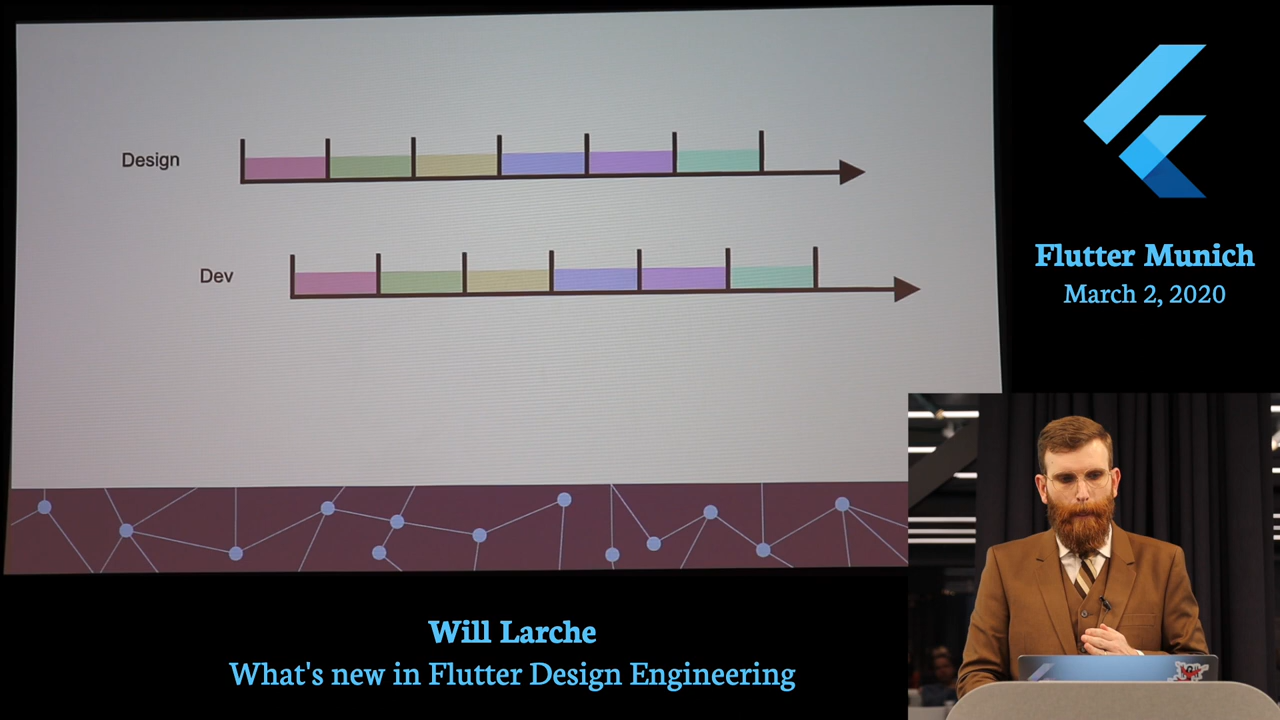 Design
Dev
Flutter Munich
March 2, 2020
Will Larche
What's new in Flutter Design Engineering